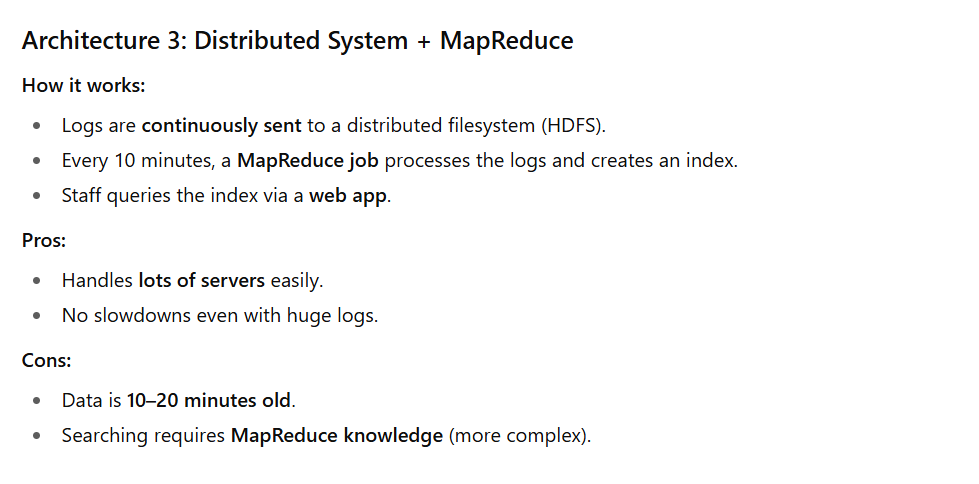 Architecture 3: Distributed System + MapReduce
How it works:
• Logs are continuously sent to a distributed filesystem (HDFS).
• Every 10 minutes, a MapReduce job processes the logs and creates an index.
• Staff queries the index via a web app.
Pros:
• Handles lots of servers easily.
• No slowdowns even with huge logs.
Cons:
• Data is 10–20 minutes old.
• Searching requires MapReduce knowledge (more complex).